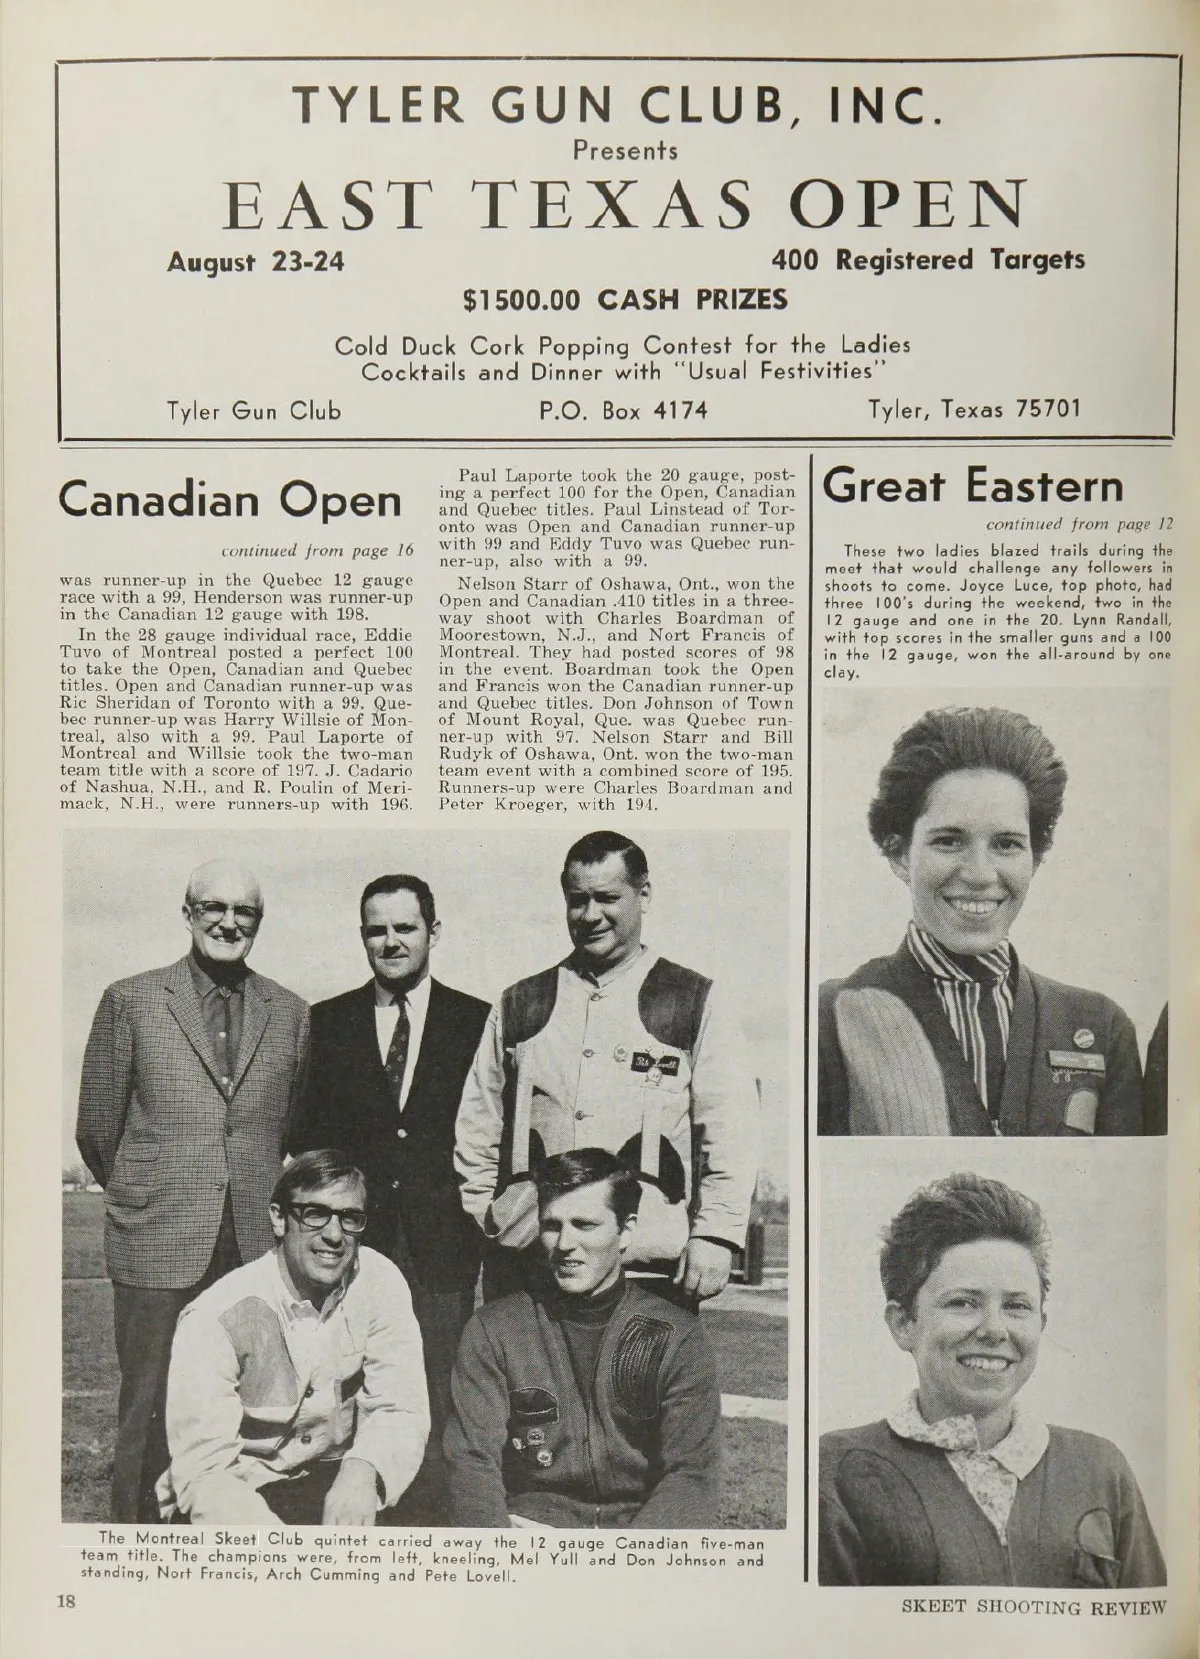 TYLER GUN CLUB, INC.
Presents
EAST TEXAS OPEN
August 23-24 400 Registered Targets
$1500.00 CASH PRIZES
Cold Duck Cork Popping Contest for the Ladies
Cocktails and Dinner with "Usual Festivities"
Tyler Gun Club P.O. Box 4174 Tyler, Texas 75701
Canadian Open
continued from page 16
was runner-up in the Quebec 12 gauge
race with a 99, Henderson was runner-up
in the Canadian 12 gauge with 198.
In the 28 gauge individual race, Eddie
Tuvo of Montreal posted a perfect 100
to take the Open, Canadian and Quebec
titles. Open and Canadian runner-up was
Ric Sheridan of Toronto with a 99. Que-
bec runner-up was Harry Willsie of Mon-
treal, also with a 99. Paul Laporte of
Montreal and Willsie took the two-man
team title with a score of 197. J. Cadario
of Nashua, N.H., and R. Poulin of Meri-
mack, N.H., were runners-up with 196.
Paul Laporte took the 20 gauge, post-
ing a perfect 100 for the Open, Canadian
and Quebec titles. Paul Linstead of Tor-
onto was Open and Canadian runner-up
with 99 and Eddy Tuvo was Quebec run-
ner-up, also with a 99.
Nelson Starr of Oshawa, Ont., won the
Open and Canadian .410 titles in a three-
way shoot with Charles Boardman of
Moorestown, N.J., and Nort Francis of
Montreal. They had posted scores of 98
in the event. Boardman took the Open
and Francis won the Canadian runner-up
and Quebec titles. Don Johnson of Town
of Mount Royal, Que. was Quebec run-
ner-up with 97. Nelson Starr and Bill
Rudyk of Oshawa, Ont. won the two-man
team event with a combined score of 195.
Runners-up were Charles Boardman and
Peter Kroeger, with 194.
Great Eastern
continued from page 12
These two ladies blazed trails during the
meet that would challenge any followers in
shoots to come. Joyce Luce, top photo, had
three 100's during the weekend, two in the
12 gauge and one in the 20. Lynn Randall,
with top scores in the smaller guns and a 100
in the 12 gauge, won the all-around by one
clay.
Pete Lovell
The Montreal Skeet Club quintet carried away the 12 gauge Canadian five-man
team title. The champions were, from left, kneeling, Mel Yull and Don Johnson and
standing, Nort Francis, Arch Cumming and Pete Lovell.
18 SKEET SHOOTING REVIEW